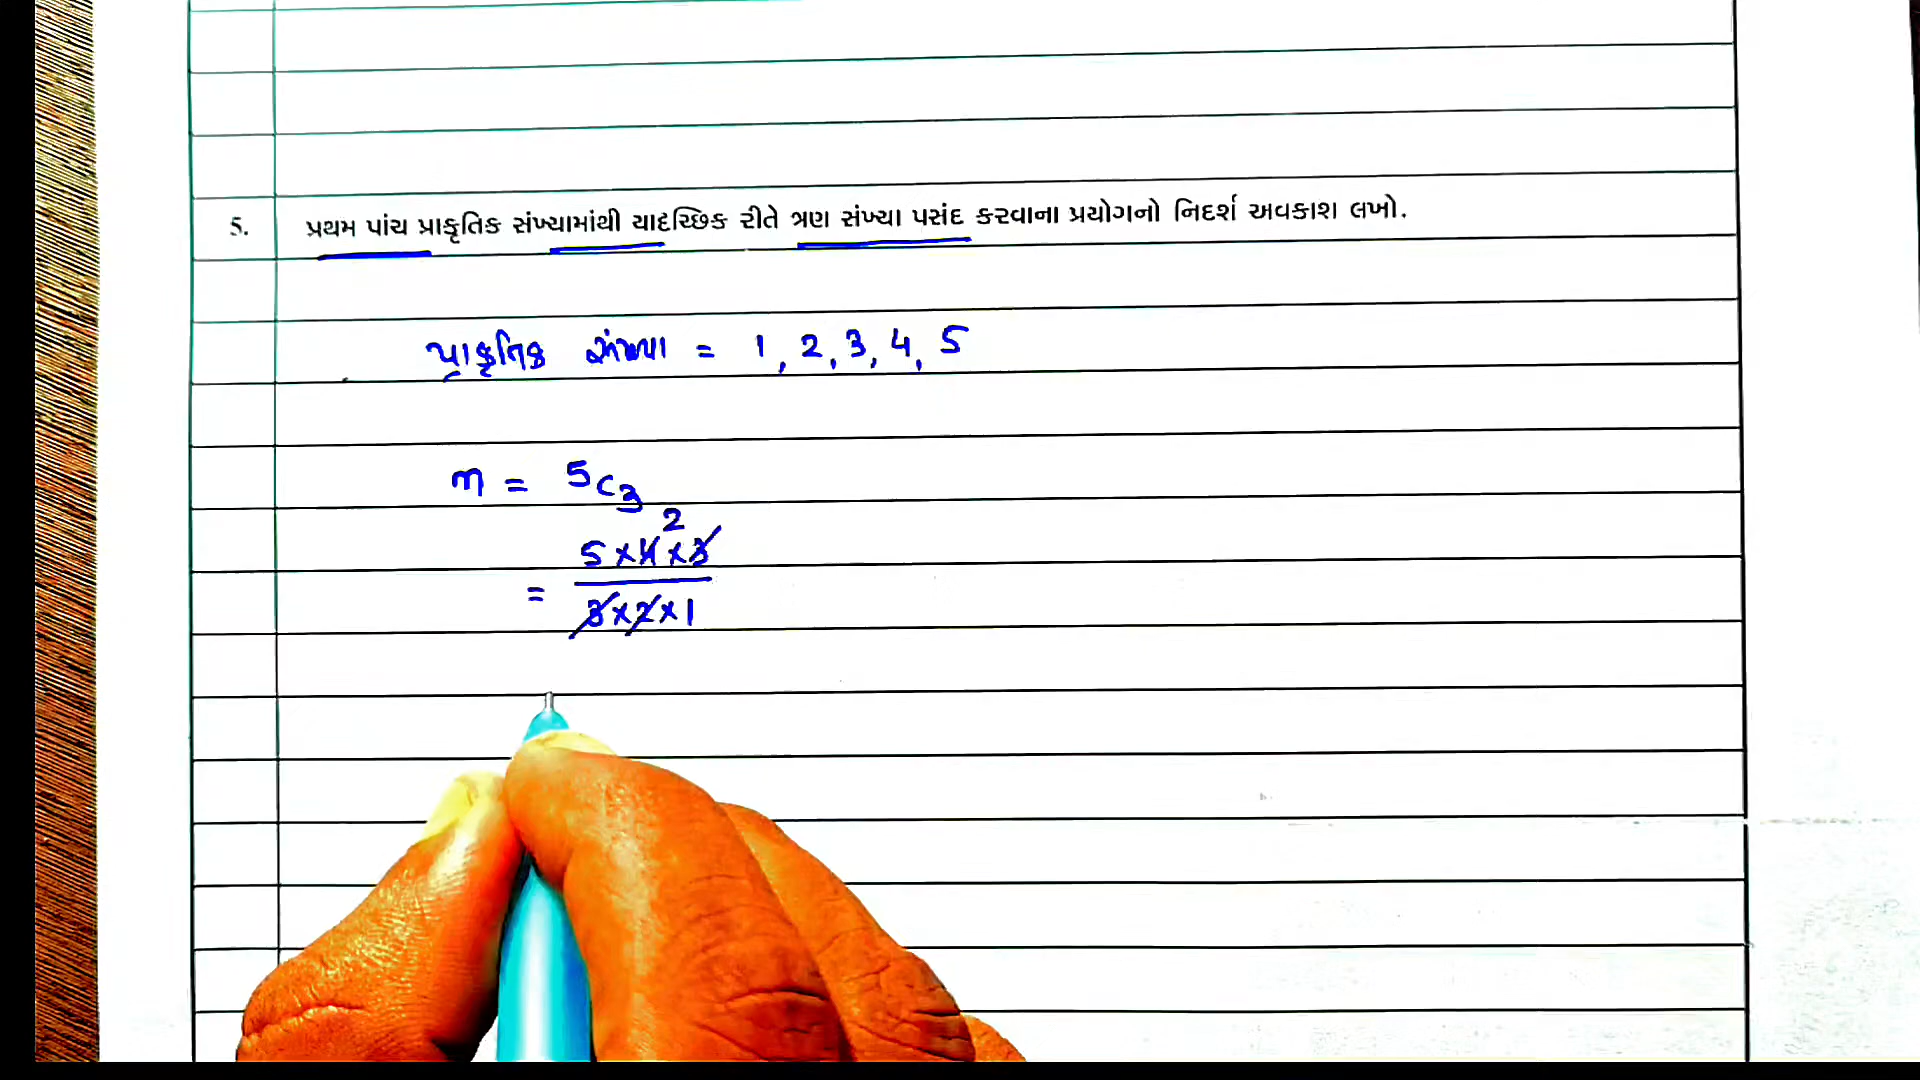 5. પ્રથમ પાંચ પ્રાકૃતિક સંખ્યામાંથી યાદૃચ્છિક રીતે ત્રણ સંખ્યા પસંદ કરવાના પ્રયોગનો નિદર્શ અવકાશ લખો.
પ્રાકૃતિક સંખ્યા = 1, 2, 3, 4, 5
n = ⁵C₃
2
5 × 4 × 3
=
3 × 2 × 1